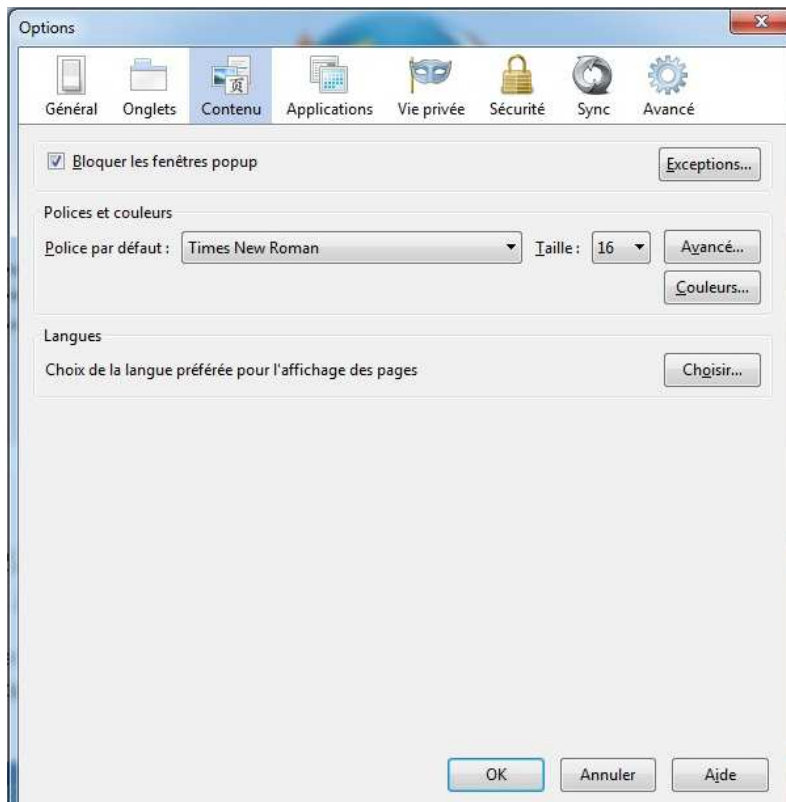 Options
Général Onglets Contenu Applications Vie privée Sécurité Sync Avancé
Bloquer les fenêtres popup Exceptions...
Polices et couleurs
Police par défaut : Times New Roman Taille : 16 Avancé...
Couleurs...
Langues
Choix de la langue préférée pour l'affichage des pages Choisir...
OK Annuler Aide